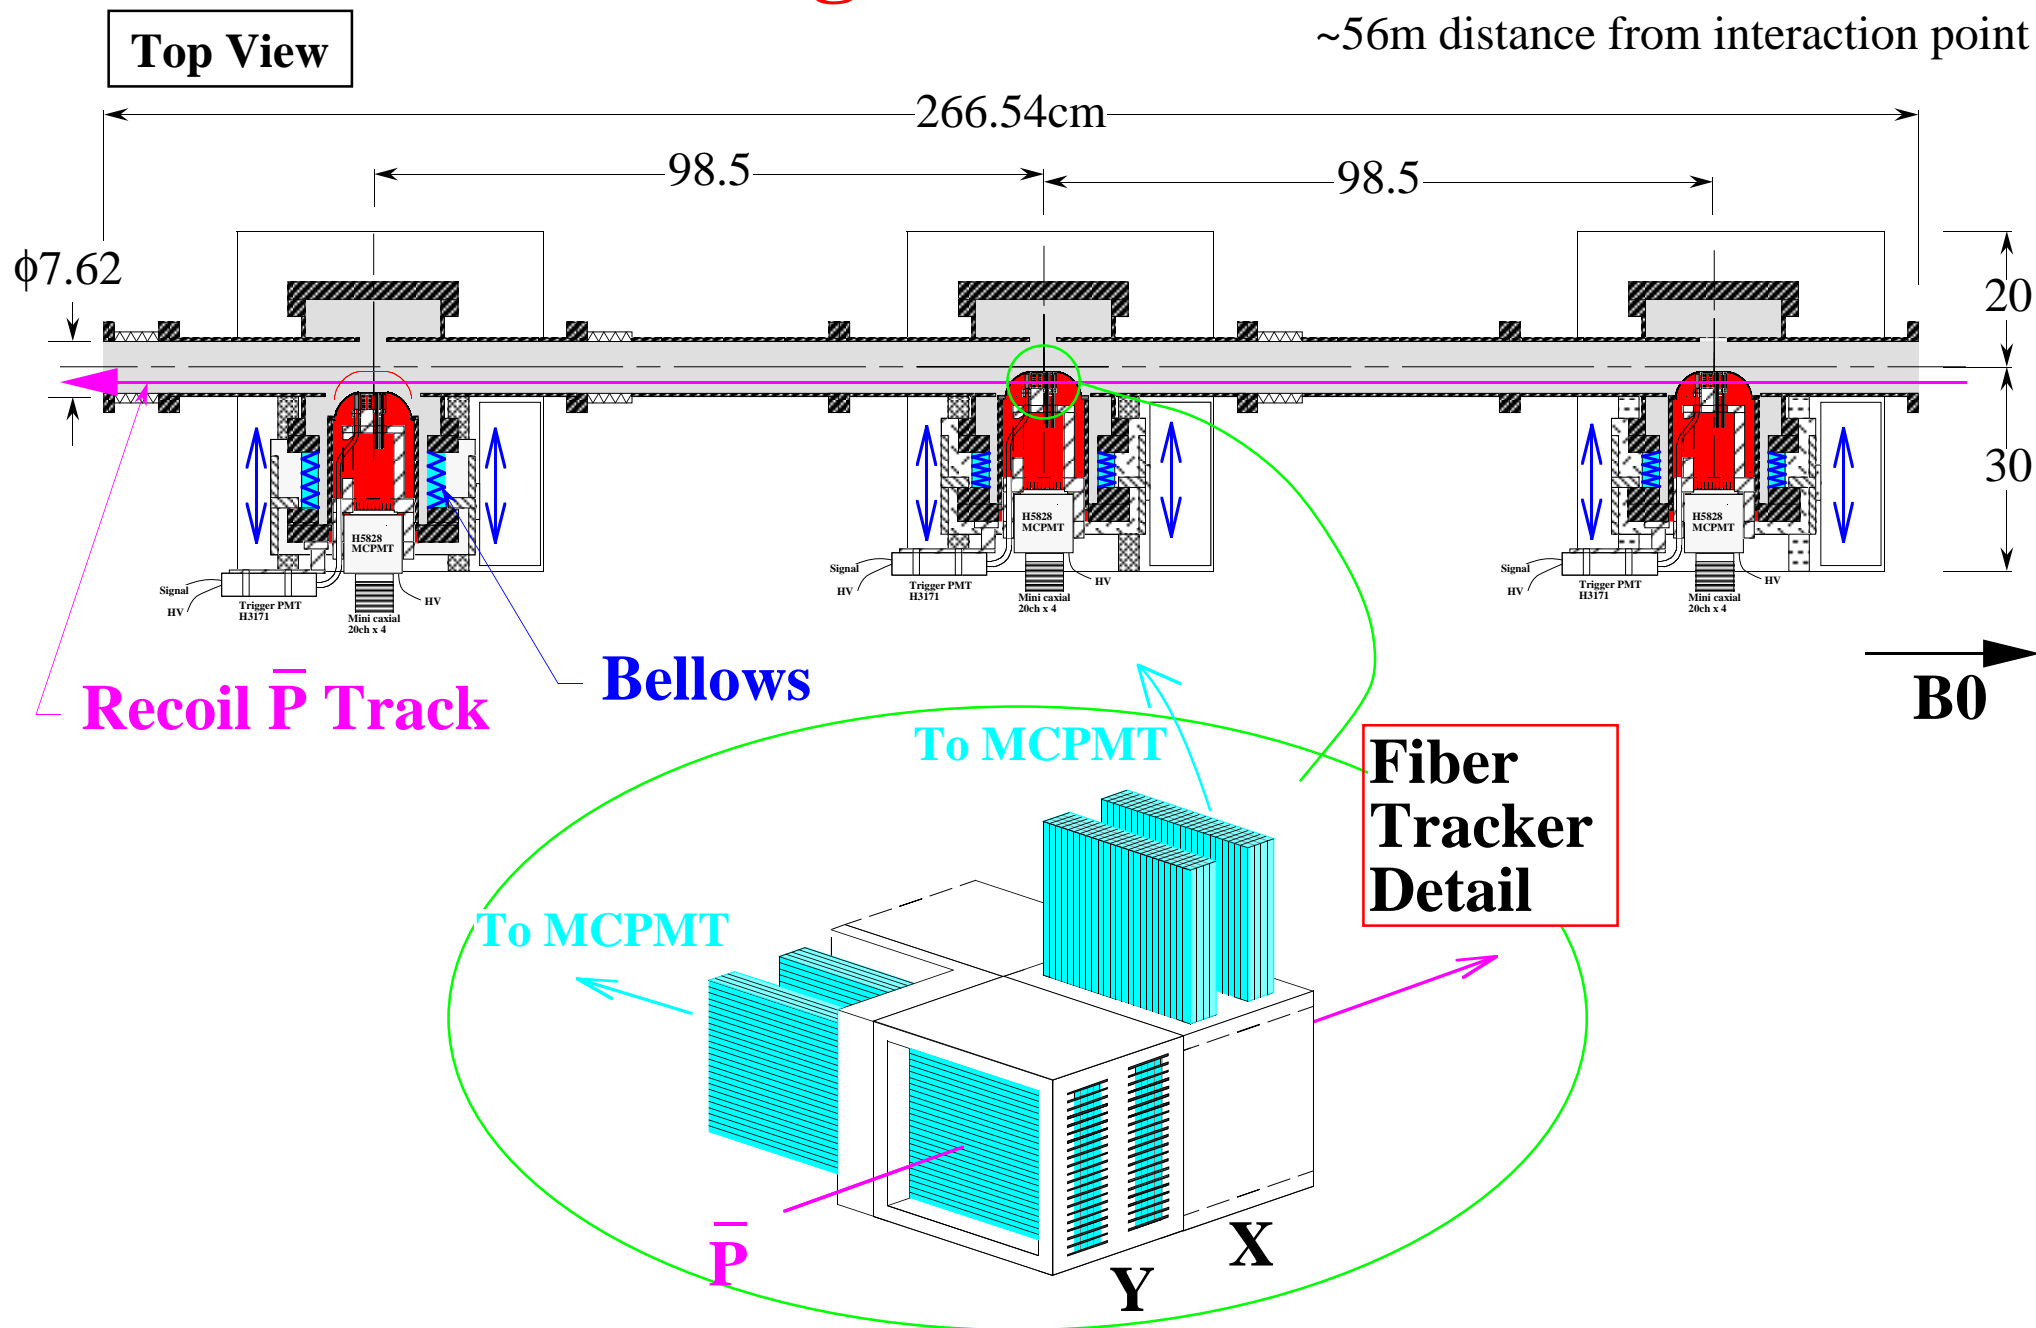 Top View
~56m distance from interaction point
266.54cm
98.5
98.5
ϕ7.62
20
30
H5828
MCPMT
Signal
HV
Trigger PMT
H3171
HV
Mini caxial
20ch x 4
H5828
MCPMT
Signal
HV
Trigger PMT
H3171
HV
Mini caxial
20ch x 4
H5828
MCPMT
Signal
HV
Trigger PMT
H3171
HV
Mini caxial
20ch x 4
Recoil P̅ Track
Bellows
B0
To MCPMT
Fiber
Tracker
Detail
To MCPMT
P̅
Y
X